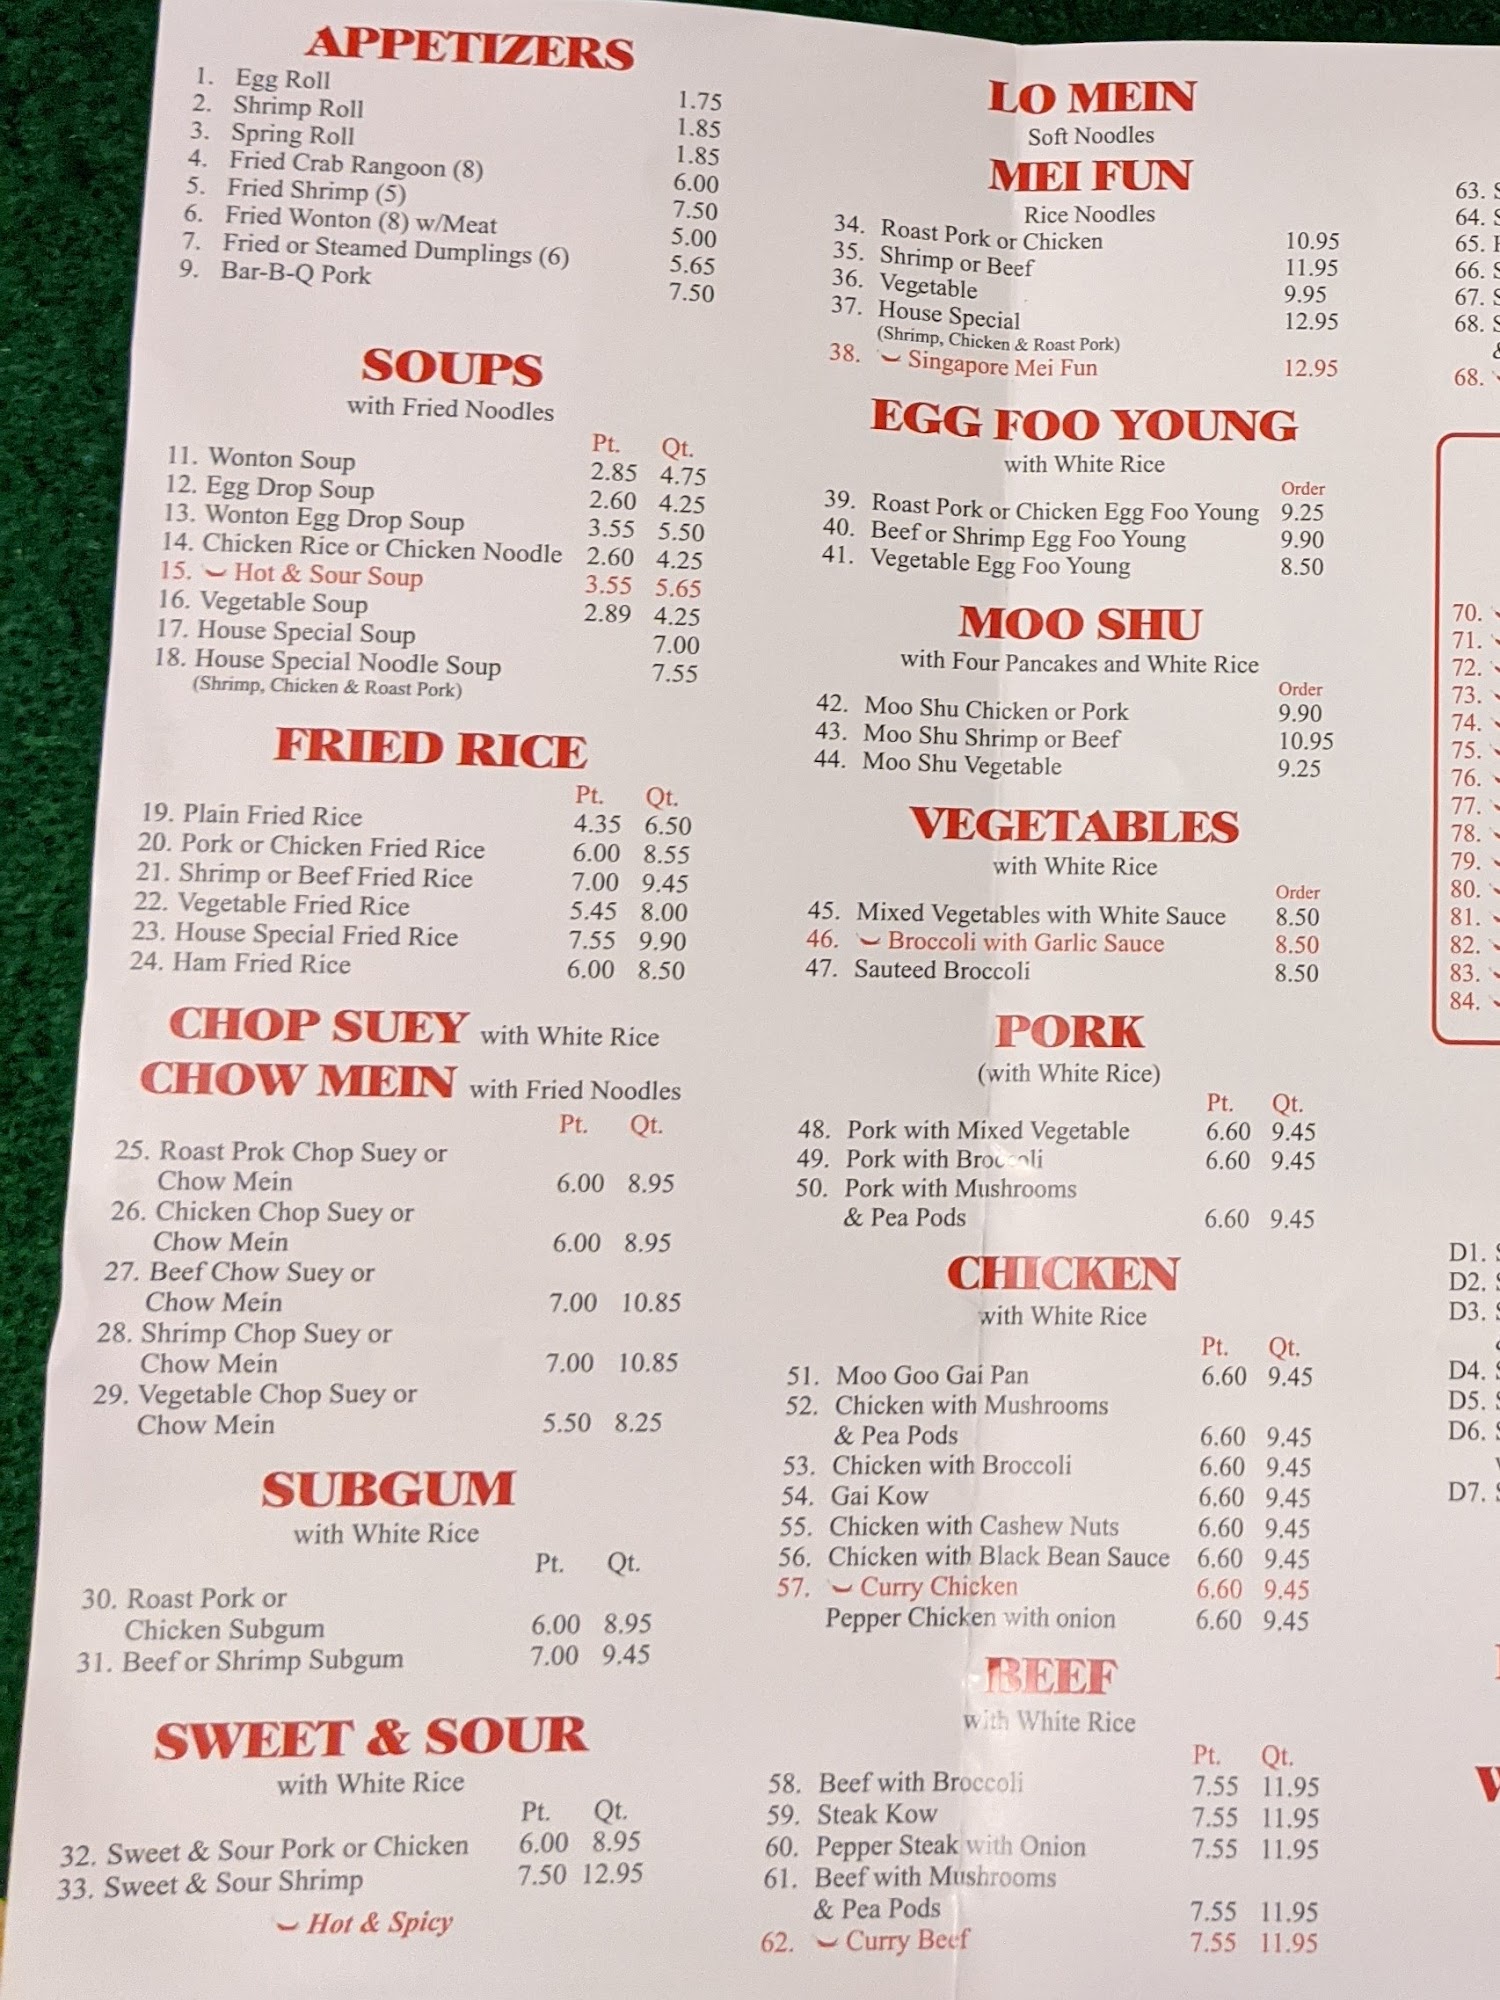 APPETIZERS
1. Egg Roll 1.75
2. Shrimp Roll 1.85
3. Spring Roll 1.85
4. Fried Crab Rangoon (8) 6.00
5. Fried Shrimp (5) 7.50
6. Fried Wonton (8) w/Meat 5.00
7. Fried or Steamed Dumplings (6) 5.65
9. Bar-B-Q Pork 7.50
SOUPS
with Fried Noodles
Pt. Qt.
11. Wonton Soup 2.85 4.75
12. Egg Drop Soup 2.60 4.25
13. Wonton Egg Drop Soup 3.55 5.50
14. Chicken Rice or Chicken Noodle 2.60 4.25
15. Hot & Sour Soup 3.55 5.65
16. Vegetable Soup 2.89 4.25
17. House Special Soup 7.00
18. House Special Noodle Soup 7.55
(Shrimp, Chicken & Roast Pork)
FRIED RICE
Pt. Qt.
19. Plain Fried Rice 4.35 6.50
20. Pork or Chicken Fried Rice 6.00 8.55
21. Shrimp or Beef Fried Rice 7.00 9.45
22. Vegetable Fried Rice 5.45 8.00
23. House Special Fried Rice 7.55 9.90
24. Ham Fried Rice 6.00 8.50
CHOP SUEY with White Rice
CHOW MEIN with Fried Noodles
Pt. Qt.
25. Roast Prok Chop Suey or
Chow Mein 6.00 8.95
26. Chicken Chop Suey or
Chow Mein 6.00 8.95
27. Beef Chow Suey or
Chow Mein 7.00 10.85
28. Shrimp Chop Suey or
Chow Mein 7.00 10.85
29. Vegetable Chop Suey or
Chow Mein 5.50 8.25
SUBGUM
with White Rice
Pt. Qt.
30. Roast Pork or
Chicken Subgum 6.00 8.95
31. Beef or Shrimp Subgum 7.00 9.45
SWEET & SOUR
with White Rice
Pt. Qt.
32. Sweet & Sour Pork or Chicken 6.00 8.95
33. Sweet & Sour Shrimp 7.50 12.95
Hot & Spicy
LO MEIN
Soft Noodles
MEI FUN
Rice Noodles
34. Roast Pork or Chicken 10.95
35. Shrimp or Beef 11.95
36. Vegetable 9.95
37. House Special 12.95
(Shrimp, Chicken & Roast Pork)
38. Singapore Mei Fun 12.95
EGG FOO YOUNG
with White Rice
Order
39. Roast Pork or Chicken Egg Foo Young 9.25
40. Beef or Shrimp Egg Foo Young 9.90
41. Vegetable Egg Foo Young 8.50
MOO SHU
with Four Pancakes and White Rice
Order
42. Moo Shu Chicken or Pork 9.90
43. Moo Shu Shrimp or Beef 10.95
44. Moo Shu Vegetable 9.25
VEGETABLES
with White Rice
Order
45. Mixed Vegetables with White Sauce 8.50
46. Broccoli with Garlic Sauce 8.50
47. Sauteed Broccoli 8.50
PORK
(with White Rice)
Pt. Qt.
48. Pork with Mixed Vegetable 6.60 9.45
49. Pork with Broccoli 6.60 9.45
50. Pork with Mushrooms
& Pea Pods 6.60 9.45
CHICKEN
with White Rice
Pt. Qt.
51. Moo Goo Gai Pan 6.60 9.45
52. Chicken with Mushrooms
& Pea Pods 6.60 9.45
53. Chicken with Broccoli 6.60 9.45
54. Gai Kow 6.60 9.45
55. Chicken with Cashew Nuts 6.60 9.45
56. Chicken with Black Bean Sauce 6.60 9.45
57. Curry Chicken 6.60 9.45
Pepper Chicken with onion 6.60 9.45
BEEF
with White Rice
Pt. Qt.
58. Beef with Broccoli 7.55 11.95
59. Steak Kow 7.55 11.95
60. Pepper Steak with Onion 7.55 11.95
61. Beef with Mushrooms
& Pea Pods 7.55 11.95
62. Curry Beef 7.55 11.95
63.
64.
65.
66.
67.
68.
68.
70.
71.
72.
73.
74.
75.
76.
77.
78.
79.
80.
81.
82.
83.
84.
D1.
D2.
D3.
D4.
D5.
D6.
D7.